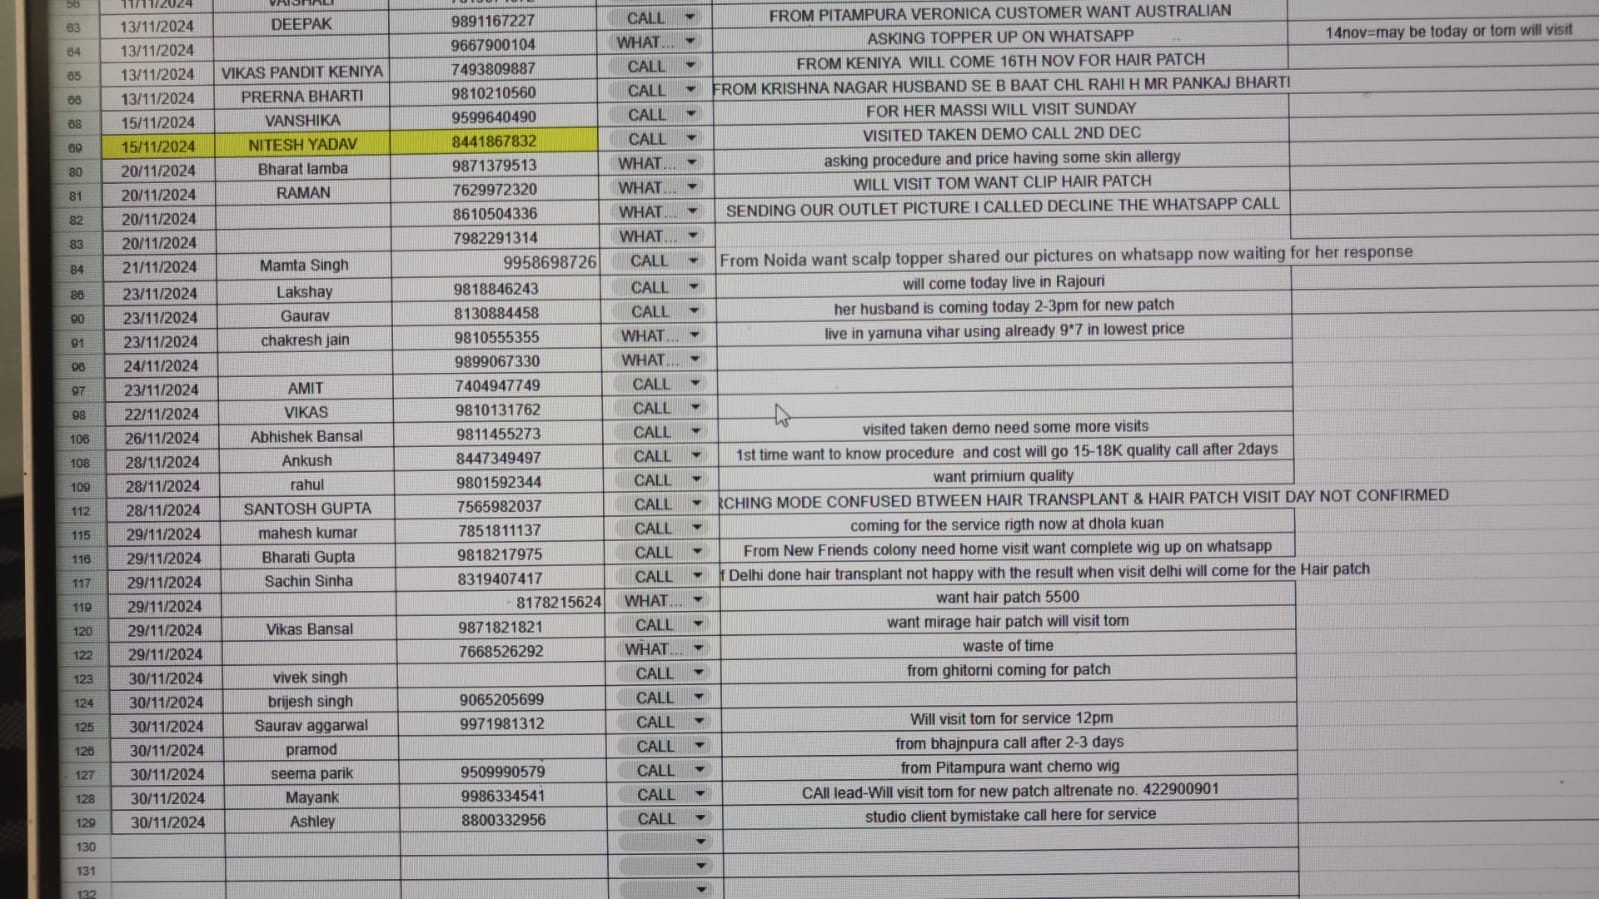 56 11/11/2024 VAISHALI
63 13/11/2024 DEEPAK 9891167227 CALL FROM PITAMPURA VERONICA CUSTOMER WANT AUSTRALIAN
64 13/11/2024 9667900104 WHAT... ASKING TOPPER UP ON WHATSAPP 14nov=may be today or tom will visit
65 13/11/2024 VIKAS PANDIT KENIYA 7493809887 CALL FROM KENIYA WILL COME 16TH NOV FOR HAIR PATCH
66 13/11/2024 PRERNA BHARTI 9810210560 CALL FROM KRISHNA NAGAR HUSBAND SE B BAAT CHL RAHI H MR PANKAJ BHARTI
68 15/11/2024 VANSHIKA 9599640490 CALL FOR HER MASSI WILL VISIT SUNDAY
69 15/11/2024 NITESH YADAV 8441867832 CALL VISITED TAKEN DEMO CALL 2ND DEC
80 20/11/2024 Bharat lamba 9871379513 WHAT... asking procedure and price having some skin allergy
81 20/11/2024 RAMAN 7629972320 WHAT... WILL VISIT TOM WANT CLIP HAIR PATCH
82 20/11/2024 8610504336 WHAT... SENDING OUR OUTLET PICTURE I CALLED DECLINE THE WHATSAPP CALL
83 20/11/2024 7982291314 WHAT...
84 21/11/2024 Mamta Singh 9958698726 CALL From Noida want scalp topper shared our pictures on whatsapp now waiting for her response
86 23/11/2024 Lakshay 9818846243 CALL will come today live in Rajouri
90 23/11/2024 Gaurav 8130884458 CALL her husband is coming today 2-3pm for new patch
91 23/11/2024 chakresh jain 9810555355 WHAT... live in yamuna vihar using already 9*7 in lowest price
96 24/11/2024 9899067330 WHAT...
97 23/11/2024 AMIT 7404947749 CALL
98 22/11/2024 VIKAS 9810131762 CALL
106 26/11/2024 Abhishek Bansal 9811455273 CALL visited taken demo need some more visits
108 28/11/2024 Ankush 8447349497 CALL 1st time want to know procedure and cost will go 15-18K quality call after 2days
109 28/11/2024 rahul 9801592344 CALL want primium quality
112 28/11/2024 SANTOSH GUPTA 7565982037 CALL RCHING MODE CONFUSED BTWEEN HAIR TRANSPLANT & HAIR PATCH VISIT DAY NOT CONFIRMED
115 29/11/2024 mahesh kumar 7851811137 CALL coming for the service rigth now at dhola kuan
116 29/11/2024 Bharati Gupta 9818217975 CALL From New Friends colony need home visit want complete wig up on whatsapp
117 29/11/2024 Sachin Sinha 8319407417 CALL f Delhi done hair transplant not happy with the result when visit delhi will come for the Hair patch
119 29/11/2024 8178215624 WHAT... want hair patch 5500
120 29/11/2024 Vikas Bansal 9871821821 CALL want mirage hair patch will visit tom
122 29/11/2024 7668526292 WHAT... waste of time
123 30/11/2024 vivek singh CALL from ghitorni coming for patch
124 30/11/2024 brijesh singh 9065205699 CALL
125 30/11/2024 Saurav aggarwal 9971981312 CALL Will visit tom for service 12pm
126 30/11/2024 pramod CALL from bhajnpura call after 2-3 days
127 30/11/2024 seema parik 9509990579 CALL from Pitampura want chemo wig
128 30/11/2024 Mayank 9986334541 CALL CAll lead-Will visit tom for new patch altrenate no. 422900901
129 30/11/2024 Ashley 8800332956 CALL studio client bymistake call here for service
130
131
132